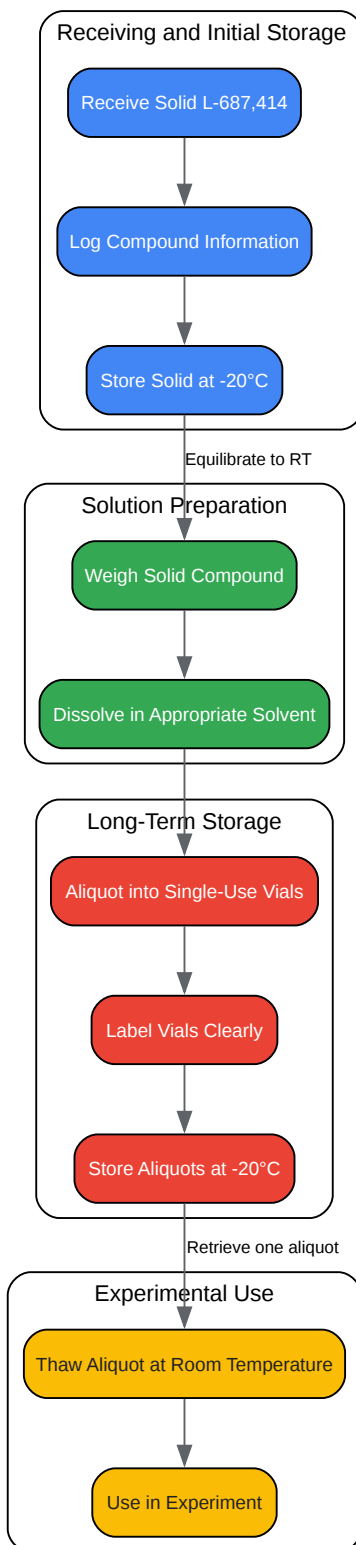 Receiving and Initial Storage
Receive Solid L-687,414
Log Compound Information
Store Solid at -20°C
Equilibrate to RT
Solution Preparation
Weigh Solid Compound
Dissolve in Appropriate Solvent
Long-Term Storage
Aliquot into Single-Use Vials
Label Vials Clearly
Store Aliquots at -20°C
Retrieve one aliquot
Experimental Use
Thaw Aliquot at Room Temperature
Use in Experiment